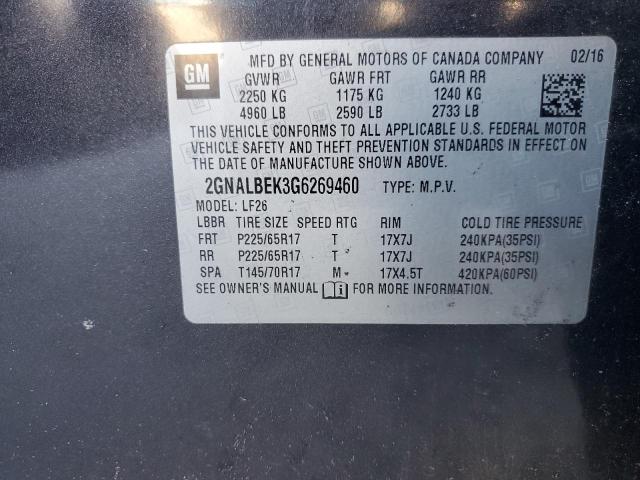 GM
MFD BY GENERAL MOTORS OF CANADA COMPANY 02/16
GVWR GAWR FRT GAWR RR
2250 KG 1175 KG 1240 KG
4960 LB 2590 LB 2733 LB
THIS VEHICLE CONFORMS TO ALL APPLICABLE U.S. FEDERAL MOTOR
VEHICLE SAFETY AND THEFT PREVENTION STANDARDS IN EFFECT ON
THE DATE OF MANUFACTURE SHOWN ABOVE.
2GNALBEK3G6269460 TYPE: M.P.V.
MODEL: LF26
LBBR TIRE SIZE SPEED RTG RIM COLD TIRE PRESSURE
FRT P225/65R17 T 17X7J 240KPA(35PSI)
RR P225/65R17 T 17X7J 240KPA(35PSI)
SPA T145/70R17 M 17X4.5T 420KPA(60PSI)
SEE OWNER'S MANUAL FOR MORE INFORMATION.